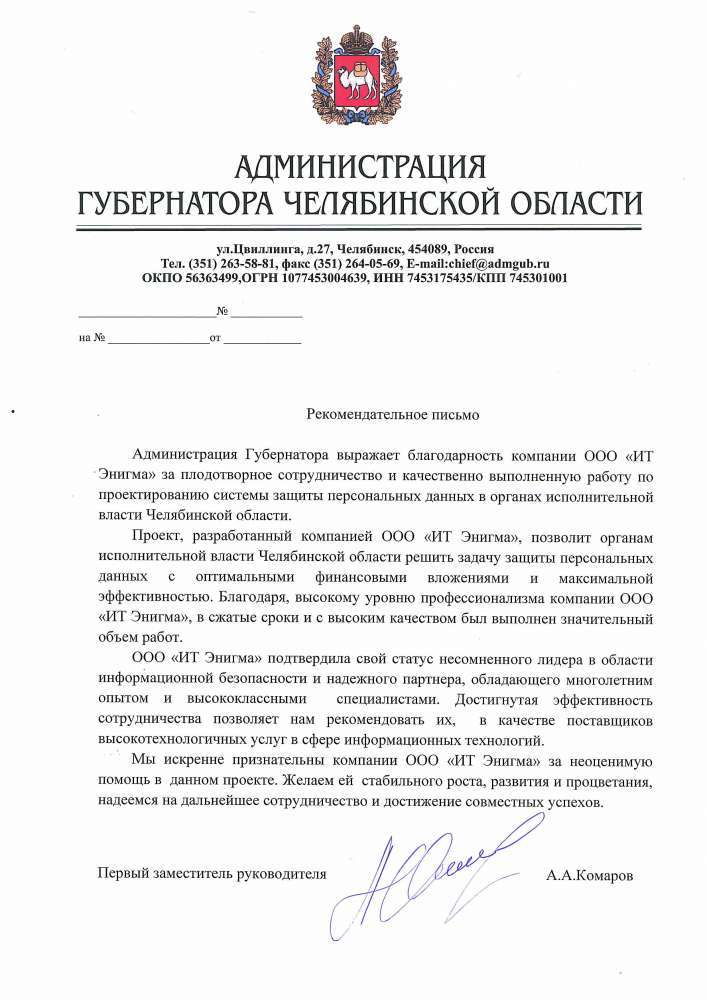 АДМИНИСТРАЦИЯ
ГУБЕРНАТОРА ЧЕЛЯБИНСКОЙ ОБЛАСТИ
ул.Цвиллинга, д.27, Челябинск, 454089, Россия
Тел. (351) 263-58-81, факс (351) 264-05-69, E-mail:chief@admgub.ru
ОКПО 56363499,ОГРН 1077453004639, ИНН 7453175435/КПП 745301001
____________________№ ___________
на № _______________от ____________
Рекомендательное письмо
Администрация Губернатора выражает благодарность компании ООО «ИТ
Энигма» за плодотворное сотрудничество и качественно выполненную работу по
проектированию системы защиты персональных данных в органах исполнительной
власти Челябинской области.
Проект, разработанный компанией ООО «ИТ Энигма», позволит органам
исполнительной власти Челябинской области решить задачу защиты персональных
данных с оптимальными финансовыми вложениями и максимальной
эффективностью. Благодаря, высокому уровню профессионализма компании ООО
«ИТ Энигма», в сжатые сроки и с высоким качеством был выполнен значительный
объем работ.
ООО «ИТ Энигма» подтвердила свой статус несомненного лидера в области
информационной безопасности и надежного партнера, обладающего многолетним
опытом и высококлассными специалистами. Достигнутая эффективность
сотрудничества позволяет нам рекомендовать их, в качестве поставщиков
высокотехнологичных услуг в сфере информационных технологий.
Мы искренне признательны компании ООО «ИТ Энигма» за неоценимую
помощь в данном проекте. Желаем ей стабильного роста, развития и процветания,
надеемся на дальнейшее сотрудничество и достижение совместных успехов.
Первый заместитель руководителя А.А.Комаров